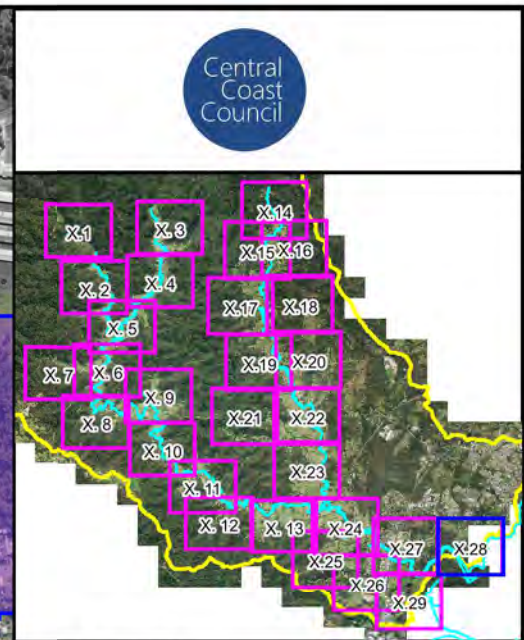 Central
Coast
Council
X.14
X.1
X. 3
X.15
X.16
X. 2
X. 4
X.17
X.18
X. 5
X.19
X.20
X. 7
X. 6
X. 9
X.21
X.22
X. 8
X. 10
X.23
X. 11
X. 12
X. 13
X.24
X.27
X.28
X.25
X.26
X.29